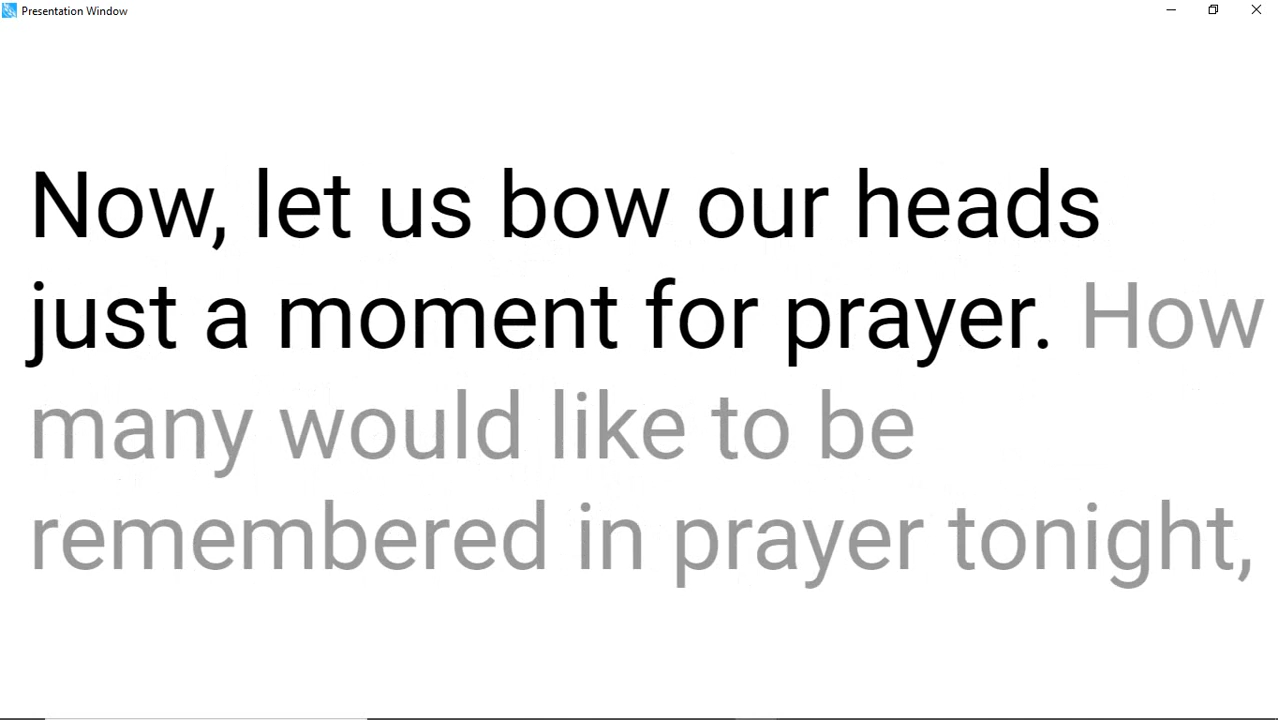 Presentation Window
Now, let us bow our heads
just a moment for prayer. How
many would like to be
remembered in prayer tonight,